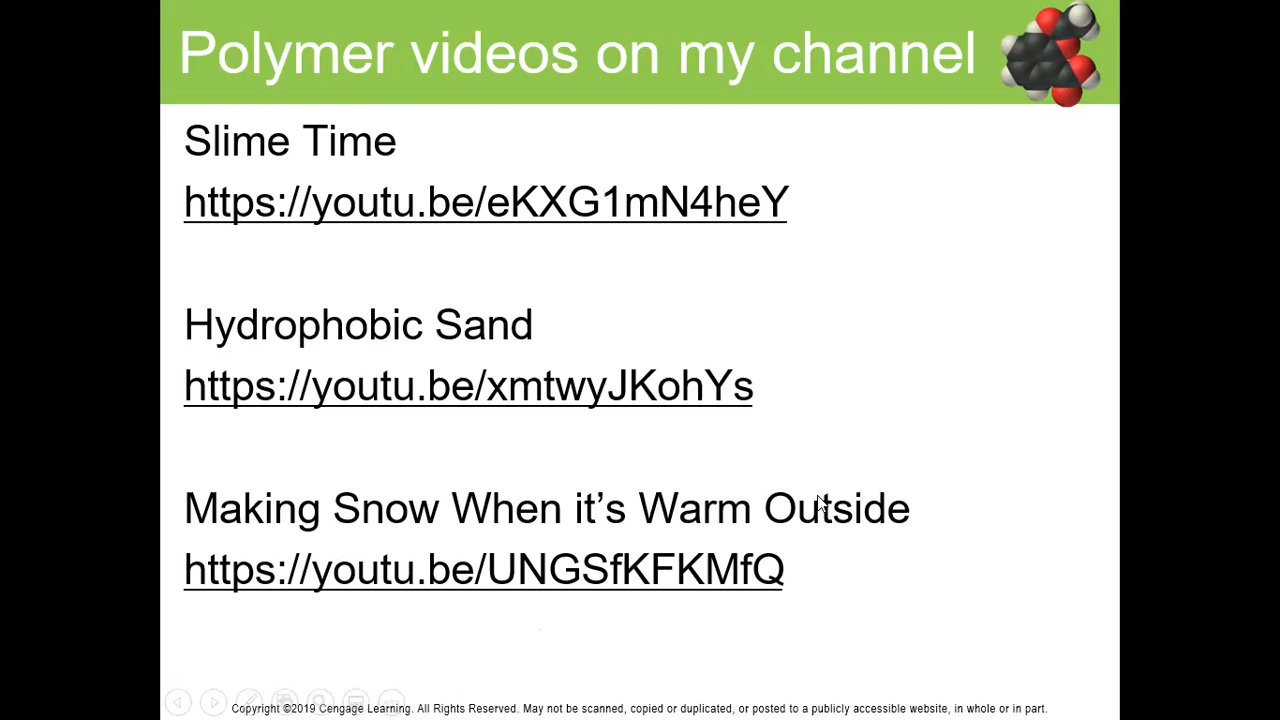 Polymer videos on my channel
Slime Time
https://youtu.be/eKXG1mN4heY
Hydrophobic Sand
https://youtu.be/xmtwyJKohYs
Making Snow When it’s Warm Outside
https://youtu.be/UNGSfKFKMfQ
Copyright ©2019 Cengage Learning. All Rights Reserved. May not be scanned, copied or duplicated, or posted to a publicly accessible website, in whole or in part.